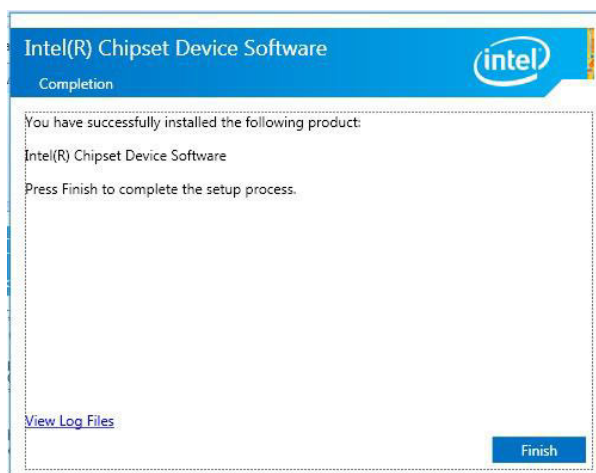 Intel(R) Chipset Device Software
intel
Completion
You have successfully installed the following product:
Intel(R) Chipset Device Software
Press Finish to complete the setup process.
View Log Files
Finish